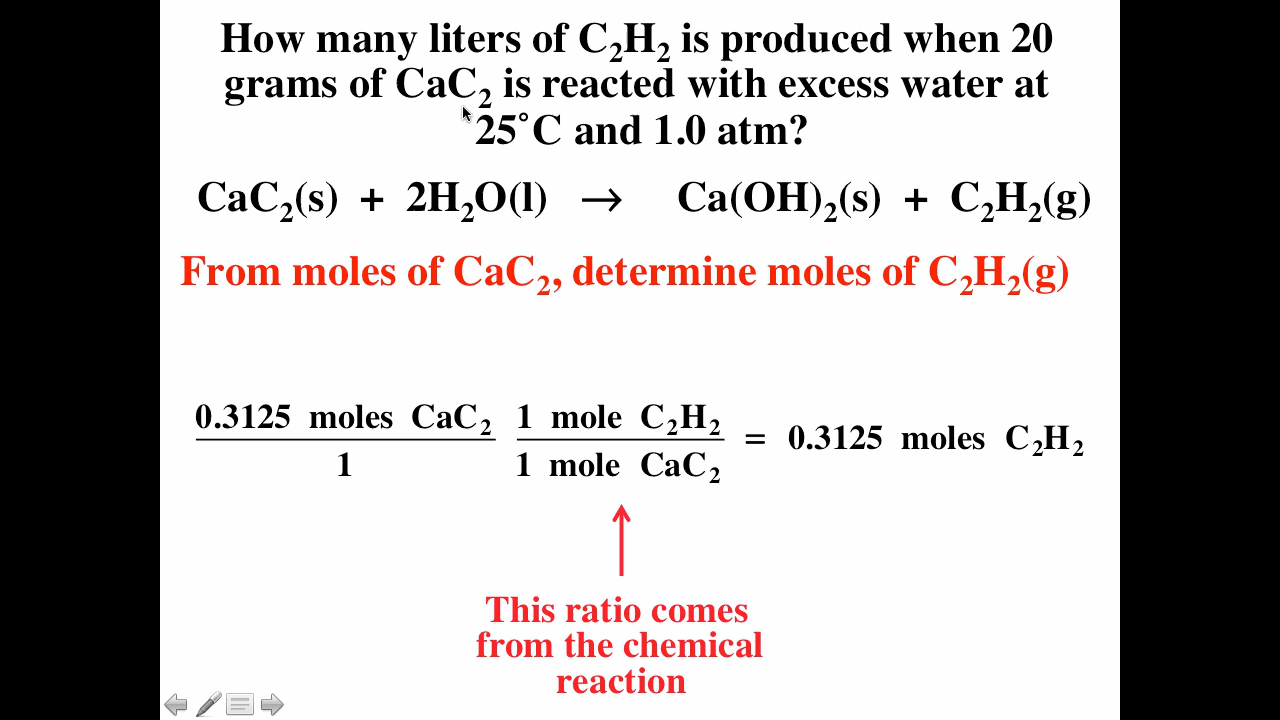 How many liters of C₂H₂ is produced when 20
grams of CaC₂ is reacted with excess water at
25˚C and 1.0 atm?
CaC₂(s) + 2H₂O(l) → Ca(OH)₂(s) + C₂H₂(g)
From moles of CaC₂, determine moles of C₂H₂(g)
0.3125 moles CaC₂ 1 mole C₂H₂ = 0.3125 moles C₂H₂
1 1 mole CaC₂
This ratio comes
from the chemical
reaction